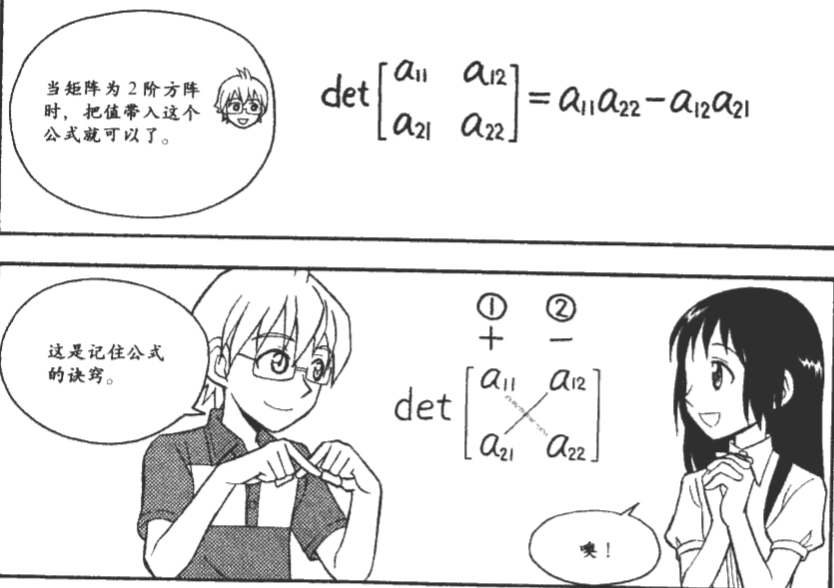 当矩阵为2阶方阵
时，把值带入这个
公式就可以了。
det[a₁₁ a₁₂
a₂₁ a₂₂] = a₁₁a₂₂-a₁₂a₂₁
这是记住公式
的诀窍。
① ②
+ -
det[a₁₁ a₁₂
a₂₁ a₂₂]
噢！